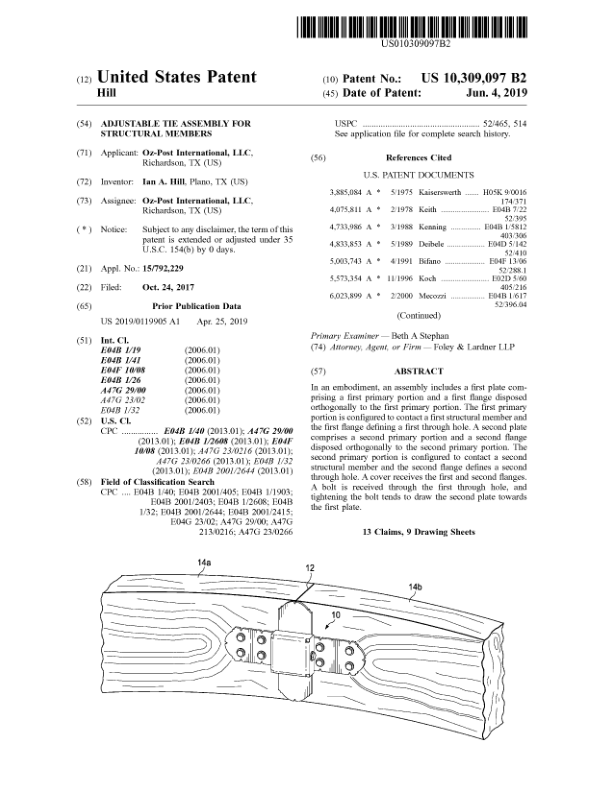 US010309097B2
(12) United States Patent
Hill
(10) Patent No.: US 10,309,097 B2
(45) Date of Patent: Jun. 4, 2019
(54) ADJUSTABLE TIE ASSEMBLY FOR
STRUCTURAL MEMBERS
(71) Applicant: Oz-Post International, LLC,
Richardson, TX (US)
(72) Inventor: Ian A. Hill, Plano, TX (US)
(73) Assignee: Oz-Post International, LLC,
Richardson, TX (US)
( * ) Notice: Subject to any disclaimer, the term of this
patent is extended or adjusted under 35
U.S.C. 154(b) by 0 days.
(21) Appl. No.: 15/792,229
(22) Filed: Oct. 24, 2017
(65) Prior Publication Data
US 2019/0119905 A1 Apr. 25, 2019
(51) Int. Cl.
E04B 1/19 (2006.01)
E04B 1/41 (2006.01)
E04F 10/08 (2006.01)
E04B 1/26 (2006.01)
A47G 29/00 (2006.01)
A47G 23/02 (2006.01)
E04B 1/32 (2006.01)
(52) U.S. Cl.
CPC ............... E04B 1/40 (2013.01); A47G 29/00
(2013.01); E04B 1/2608 (2013.01); E04F
10/08 (2013.01); A47G 23/0216 (2013.01);
A47G 23/0266 (2013.01); E04B 1/32
(2013.01); E04B 2001/2644 (2013.01)
(58) Field of Classification Search
CPC .... E04B 1/40; E04B 2001/405; E04B 1/1903;
E04B 2001/2403; E04B 1/2608; E04B
1/32; E04B 2001/2644; E04B 2001/2415;
E04G 23/02; A47G 29/00; A47G
213/0216; A47G 23/0266
USPC .......................................... 52/465, 514
See application file for complete search history.
(56) References Cited
U.S. PATENT DOCUMENTS
3,885,084 A * 5/1975 Kaiserswerth ....... H05K 9/0016
174/371
4,075,811 A * 2/1978 Keith ........................ E04B 7/22
52/395
4,733,986 A * 3/1988 Kenning ............... E04B 1/5812
403/306
4,833,853 A * 5/1989 Deibele .................. E04D 5/142
52/410
5,003,743 A * 4/1991 Bifano .................... E04F 13/06
52/288.1
5,573,354 A * 11/1996 Koch ....................... E02D 5/60
405/216
6,023,899 A * 2/2000 Mecozzi ................. E04B 1/617
52/396.04
(Continued)
Primary Examiner — Beth A Stephan
(74) Attorney, Agent, or Firm — Foley & Lardner LLP
(57) ABSTRACT
In an embodiment, an assembly includes a first plate com-
prising a first primary portion and a first flange disposed
orthogonally to the first primary portion. The first primary
portion is configured to contact a first structural member and
the first flange defining a first through hole. A second plate
comprises a second primary portion and a second flange
disposed orthogonally to the second primary portion. The
second primary portion is configured to contact a second
structural member and the second flange defines a second
through hole. A cover receives the first and second flanges.
A bolt is received through the first through hole, and
tightening the bolt tends to draw the second plate towards
the first plate.
13 Claims, 9 Drawing Sheets
14a
12
14b
10